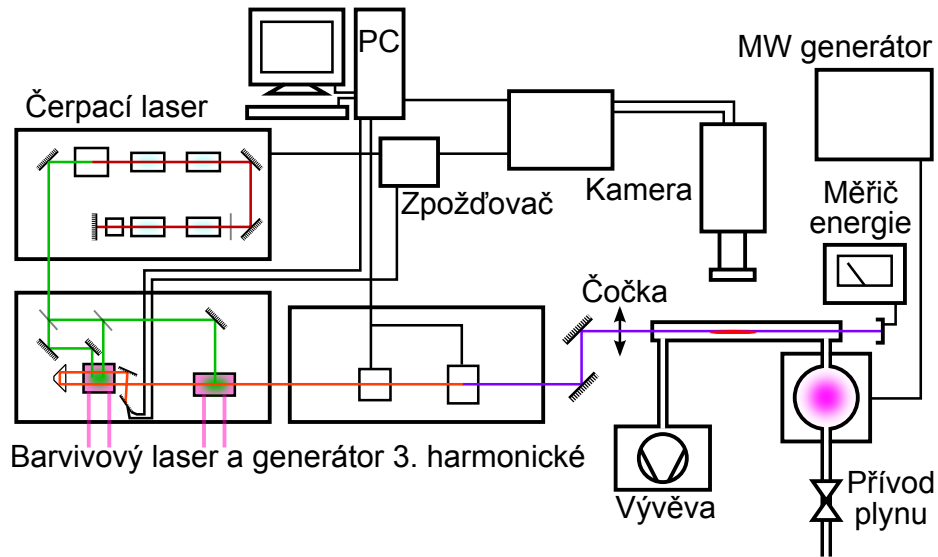 PC
MW generátor
Čerpací laser
Zpožďovač
Kamera
Měřič
energie
Čočka
Barvivový laser a generátor 3. harmonické
Vývěva
Přívod
plynu